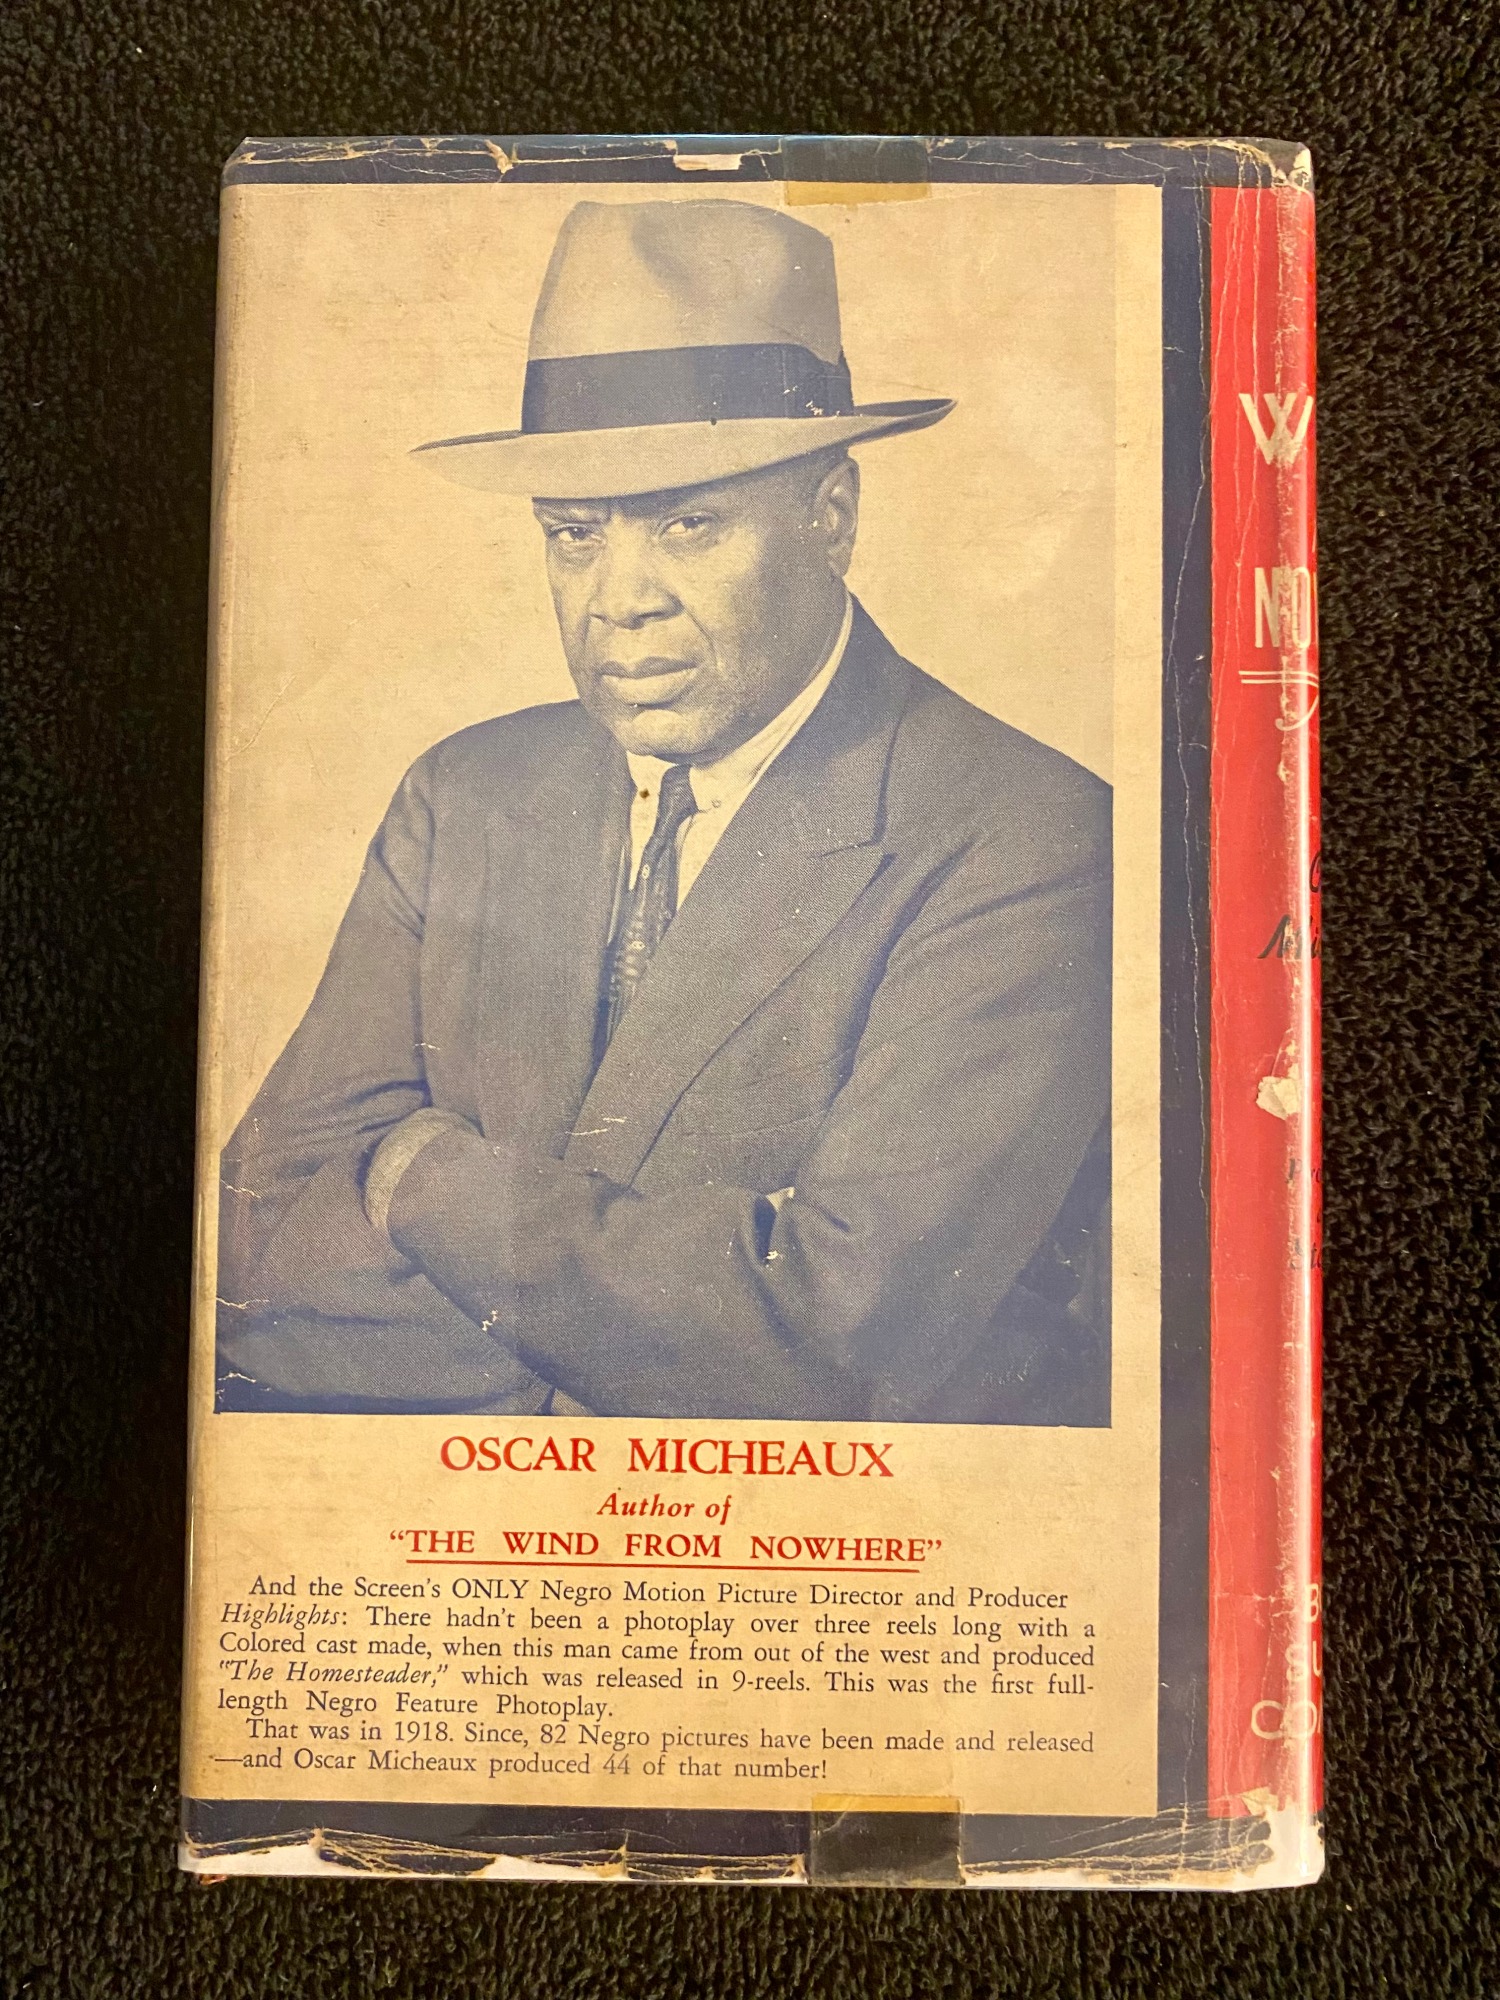 OSCAR MICHEAUX
Author of
“THE WIND FROM NOWHERE”
And the Screen's ONLY Negro Motion Picture Director and Producer
Highlights: There hadn't been a photoplay over three reels long with a
Colored cast made, when this man came from out of the west and produced
“The Homesteader,” which was released in 9-reels. This was the first full-
length Negro Feature Photoplay.
That was in 1918. Since, 82 Negro pictures have been made and released
—and Oscar Micheaux produced 44 of that number!